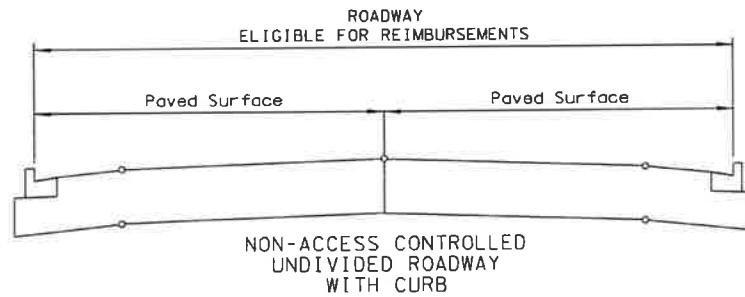 ROADWAY
ELIGIBLE FOR REIMBURSEMENTS
Paved Surface Paved Surface
NON-ACCESS CONTROLLED
UNDIVIDED ROADWAY
WITH CURB